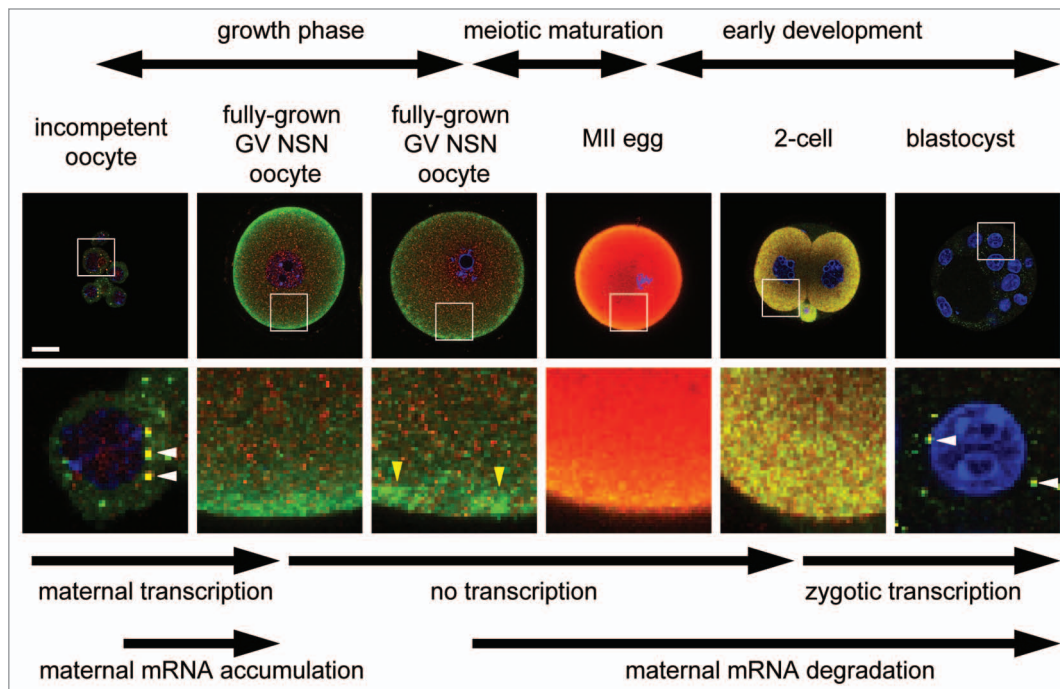 growth phase meiotic maturation early development
incompetent oocyte
fully-grown GV NSN oocyte
fully-grown GV NSN oocyte
MII egg
2-cell
blastocyst
maternal transcription no transcription zygotic transcription
maternal mRNA accumulation maternal mRNA degradation